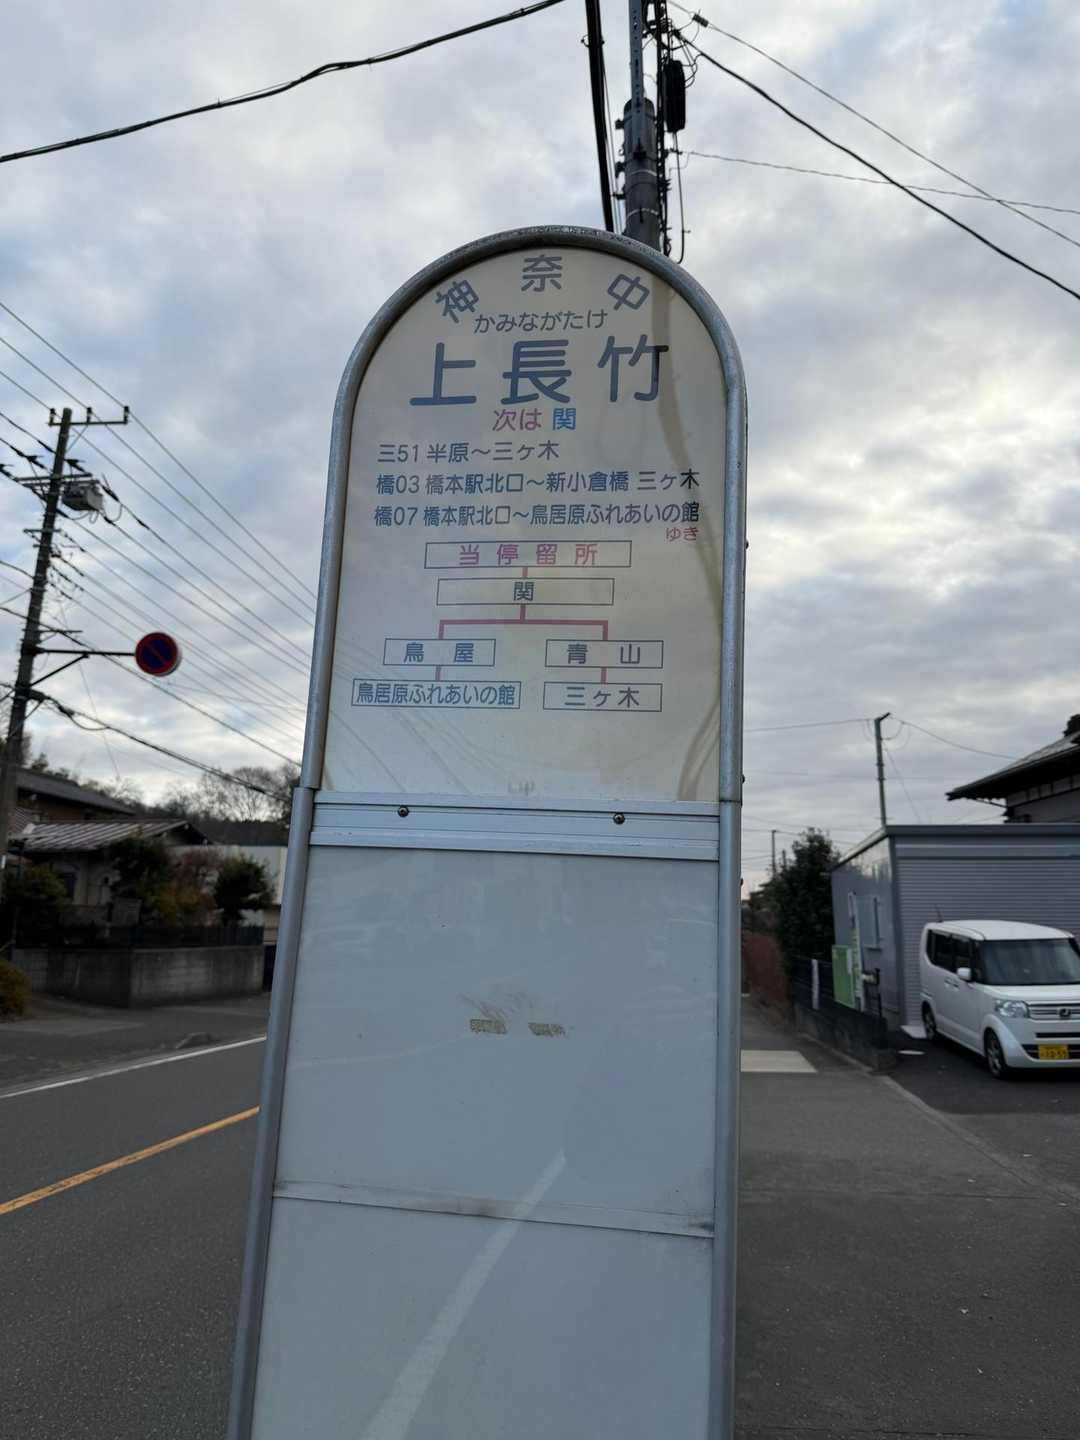 神奈中
かみながたけ
上長竹
次は 関
三51 半原～三ヶ木
橋03 橋本駅北口～新小倉橋 三ヶ木
橋07 橋本駅北口～鳥居原ふれあいの館
ゆき
当停留所
関
鳥屋 青山
鳥居原ふれあいの館 三ヶ木